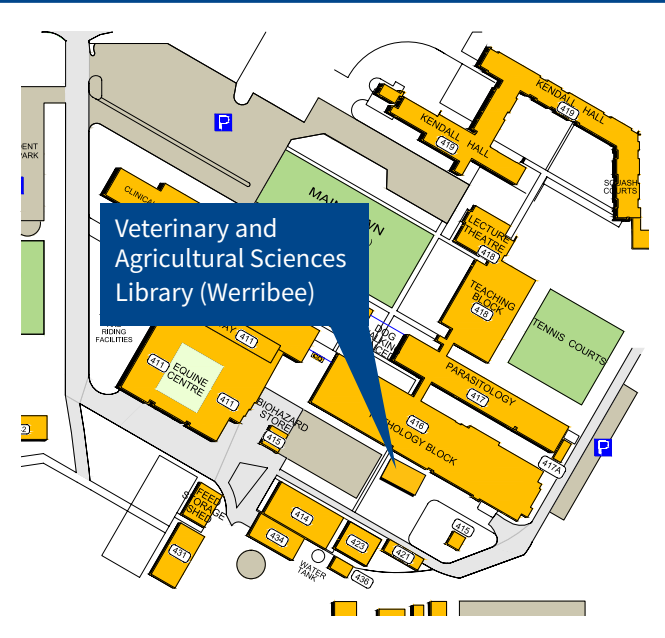 KENDALL HALL
419
KENDALL HALL
419
P
SQUASH
COURTS
CLINICAL
MAIN
LECTURE
THEATRE
418
Veterinary and
Agricultural Sciences
Library (Werribee)
TEACHING
BLOCK
418
TENNIS COURTS
RIDING
FACILITIES
411
DOG
411
EQUINE
CENTRE
411
PARASITOLOGY
417
BIOHAZARD
STORE
415
416
PATHOLOGY BLOCK
P
417A
FEED
STORAGE
SHED
414
434
423
421
415
431
WATER
TANK
436